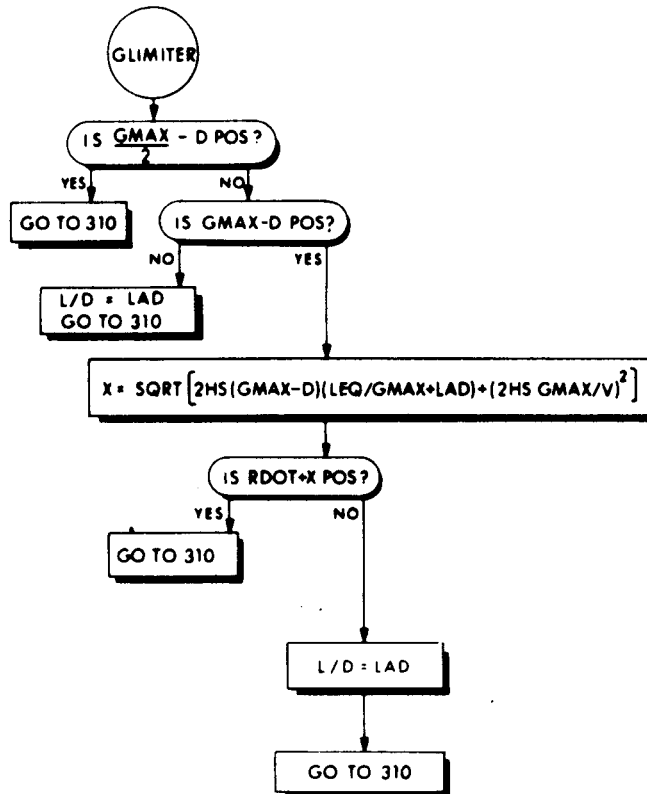 GLIMITER
IS GMAX/2 - D POS?
YES
NO
GO TO 310
IS GMAX-D POS?
NO
YES
L/D = LAD
GO TO 310
X = SQRT [2HS(GMAX-D)(LEQ/GMAX+LAD)+(2HS GMAX/V)²]
IS RDOT+X POS?
YES
NO
GO TO 310
L/D = LAD
GO TO 310